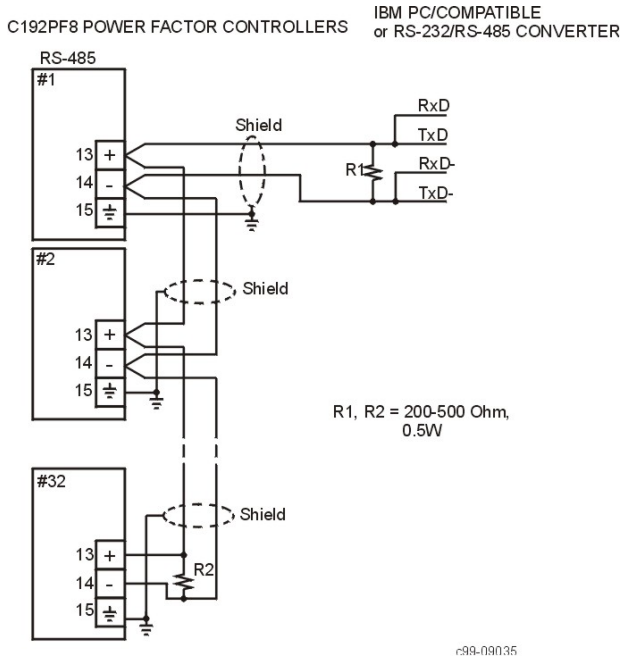 C192PF8 POWER FACTOR CONTROLLERS
IBM PC/COMPATIBLE
or RS-232/RS-485 CONVERTER
RS-485
#1
13 +
14 -
15
Shield
R1
RxD
TxD
RxD-
TxD-
#2
Shield
13 +
14 -
15
R1, R2 = 200-500 Ohm,
0.5W
#32
Shield
13 +
14 -
15
R2
c99-09035